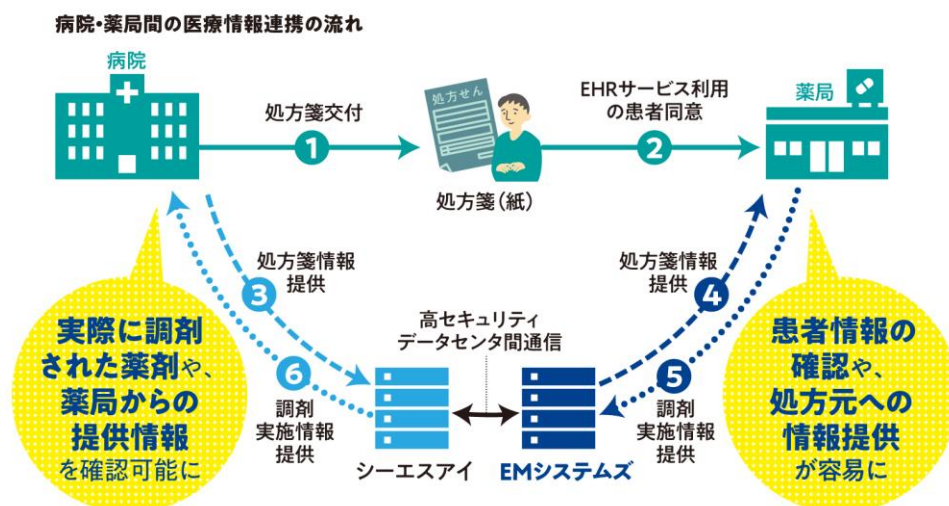 病院・薬局間の医療情報連携の流れ
病院
処方箋交付
1
処方せん
処方箋(紙)
EHRサービス利用
の患者同意
2
薬局
処方箋情報
提供
3
処方箋情報
提供
4
高セキュリティ
データセンタ間通信
5
調剤
実施情報
提供
6
調剤
実施情報
提供
シーエスアイ
EMシステムズ
実際に調剤
された薬剤や、
薬局からの
提供情報
を確認可能に
患者情報の
確認や、
処方元への
情報提供
が容易に